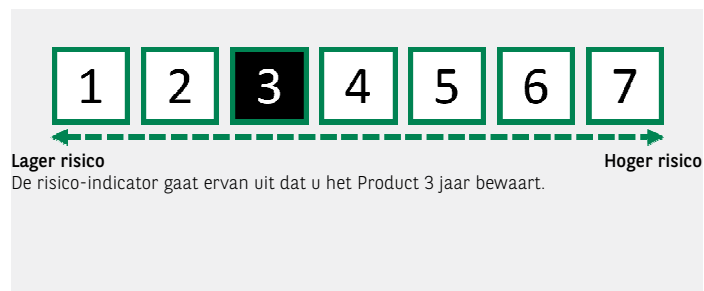 1 2 3 4 5 6 7
Lager risico Hoger risico
De risico-indicator gaat ervan uit dat u het Product 3 jaar bewaart.